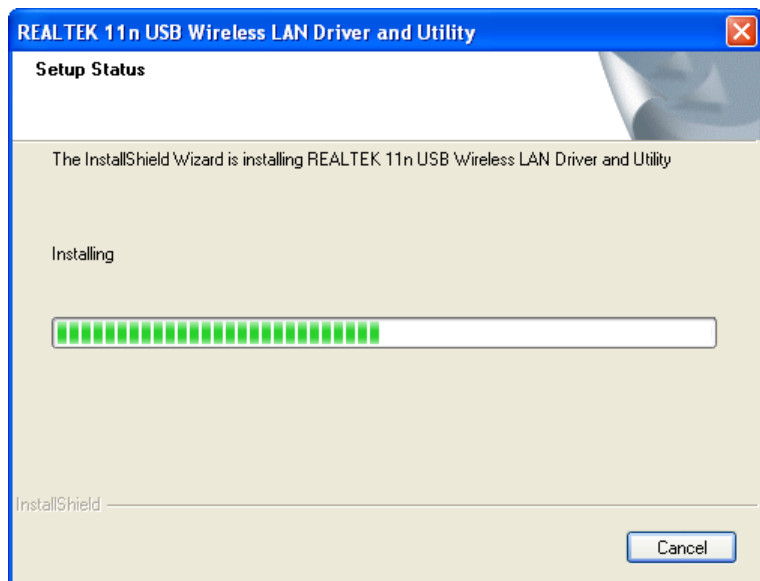 REALTEK 11n USB Wireless LAN Driver and Utility
Setup Status
The InstallShield Wizard is installing REALTEK 11n USB Wireless LAN Driver and Utility
Installing
InstallShield
Cancel